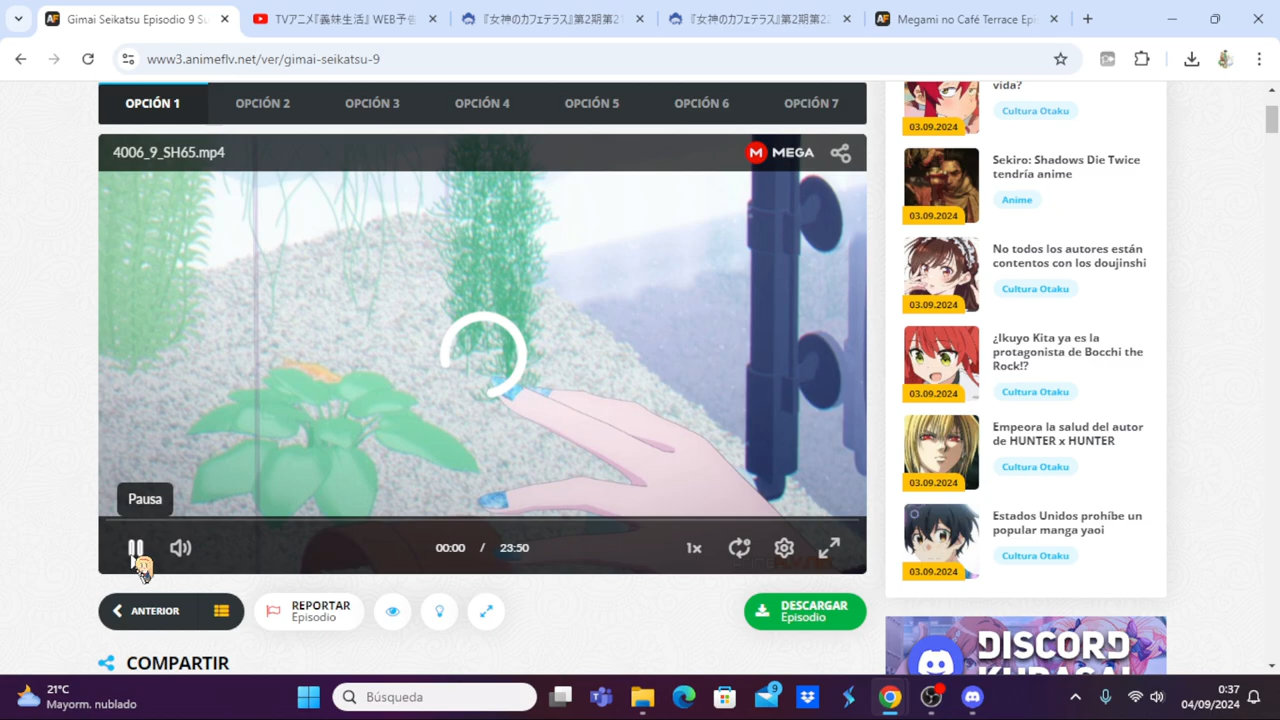 Gimai Seikatsu Episodio 9 Su
TVアニメ『義妹生活』 WEB予告
『女神のカフェテラス』第2期第2
『女神のカフェテラス』第2期第22
Megami no Café Terrace Epi
www3.animeflv.net/ver/gimai-seikatsu-9
OPCIÓN 1
OPCIÓN 2
OPCIÓN 3
OPCIÓN 4
OPCIÓN 5
OPCIÓN 6
OPCIÓN 7
4006_9_SH65.mp4
M MEGA
Pausa
00:00 / 23:50
1x
ANTERIOR
REPORTAR
Episodio
DESCARGAR
Episodio
COMPARTIR
vida?
Cultura Otaku
03.09.2024
Sekiro: Shadows Die Twice
tendría anime
Anime
03.09.2024
No todos los autores están
contentos con los doujinshi
Cultura Otaku
03.09.2024
¿Ikuyo Kita ya es la
protagonista de Bocchi the
Rock!?
Cultura Otaku
03.09.2024
Empeora la salud del autor
de HUNTER x HUNTER
Cultura Otaku
03.09.2024
Estados Unidos prohíbe un
popular manga yaoi
Cultura Otaku
03.09.2024
DISCORD
KUDASAI
21°C
Mayorm. nublado
Búsqueda
9
0:37
04/09/2024